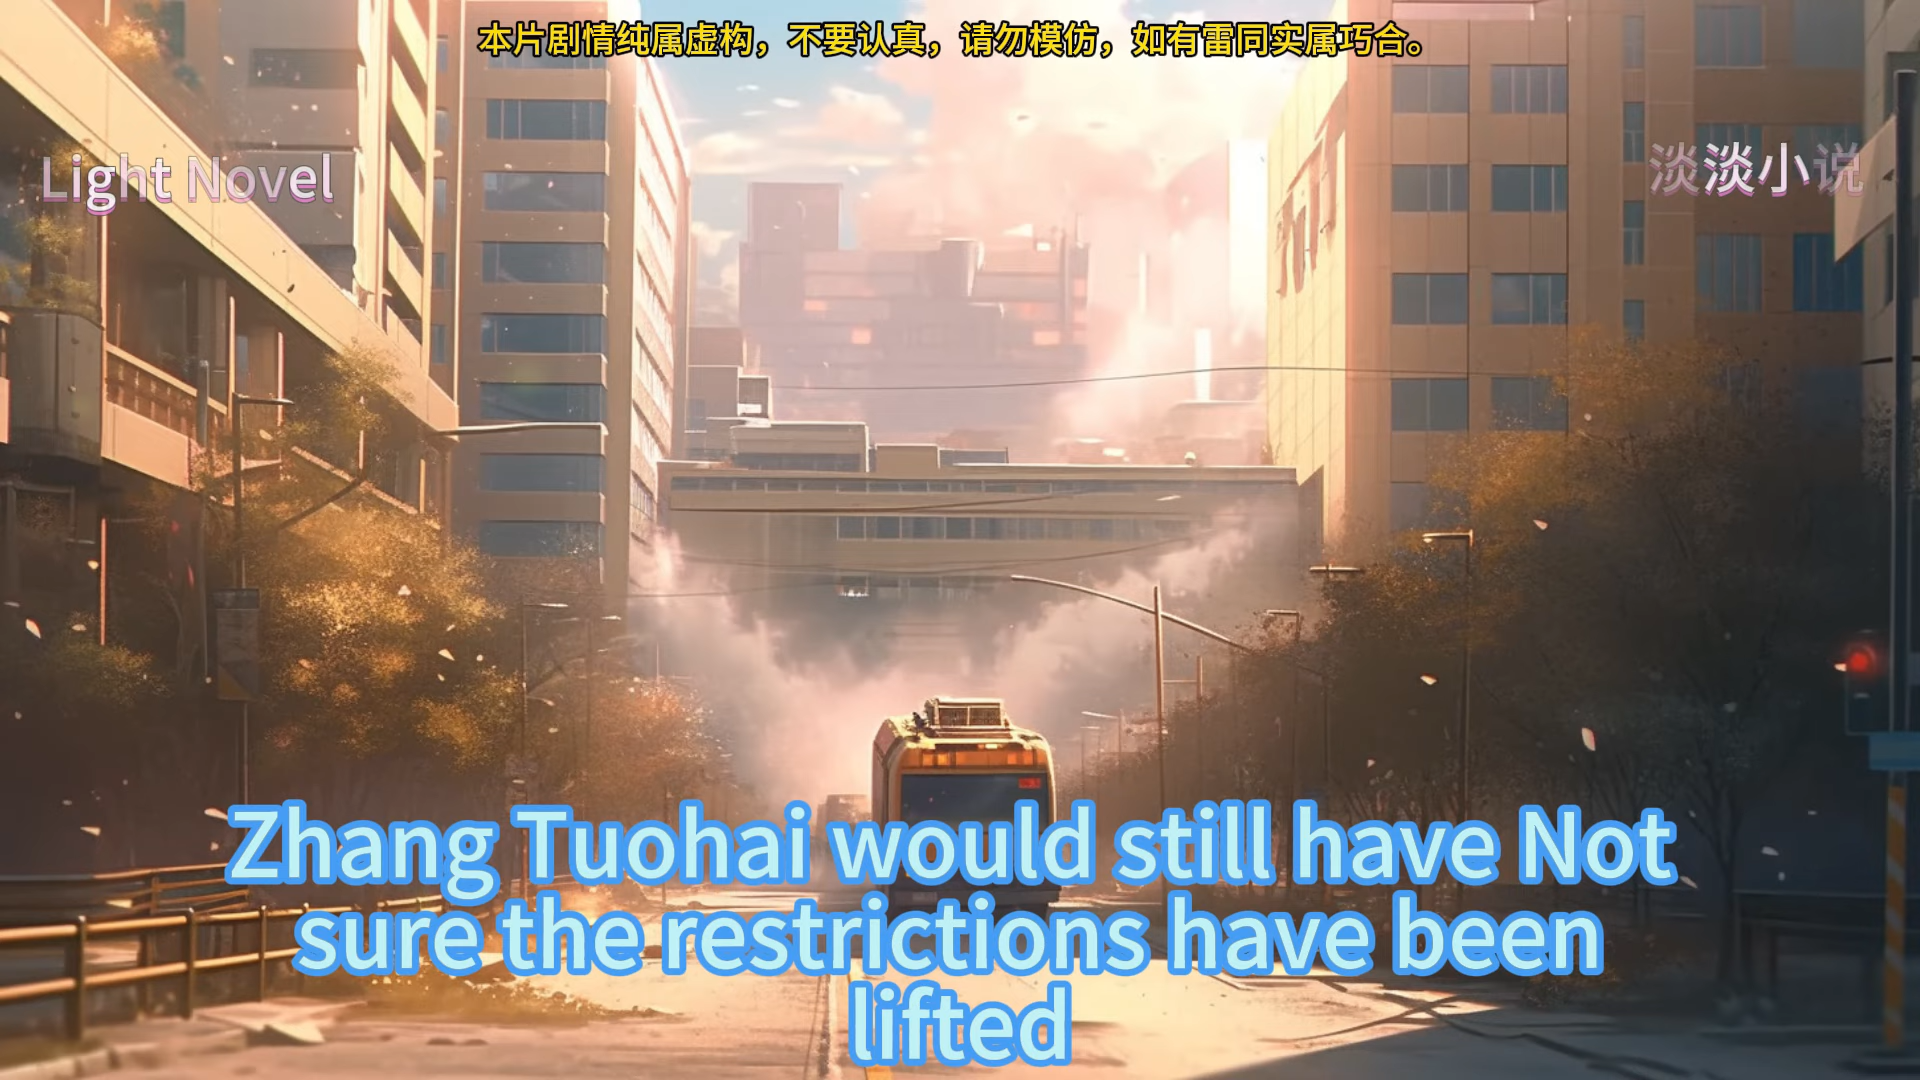 本片剧情纯属虚构，不要认真，请勿模仿，如有雷同实属巧合。
Light Novel
淡淡小说
Zhang Tuohai would still have Not
sure the restrictions have been
lifted